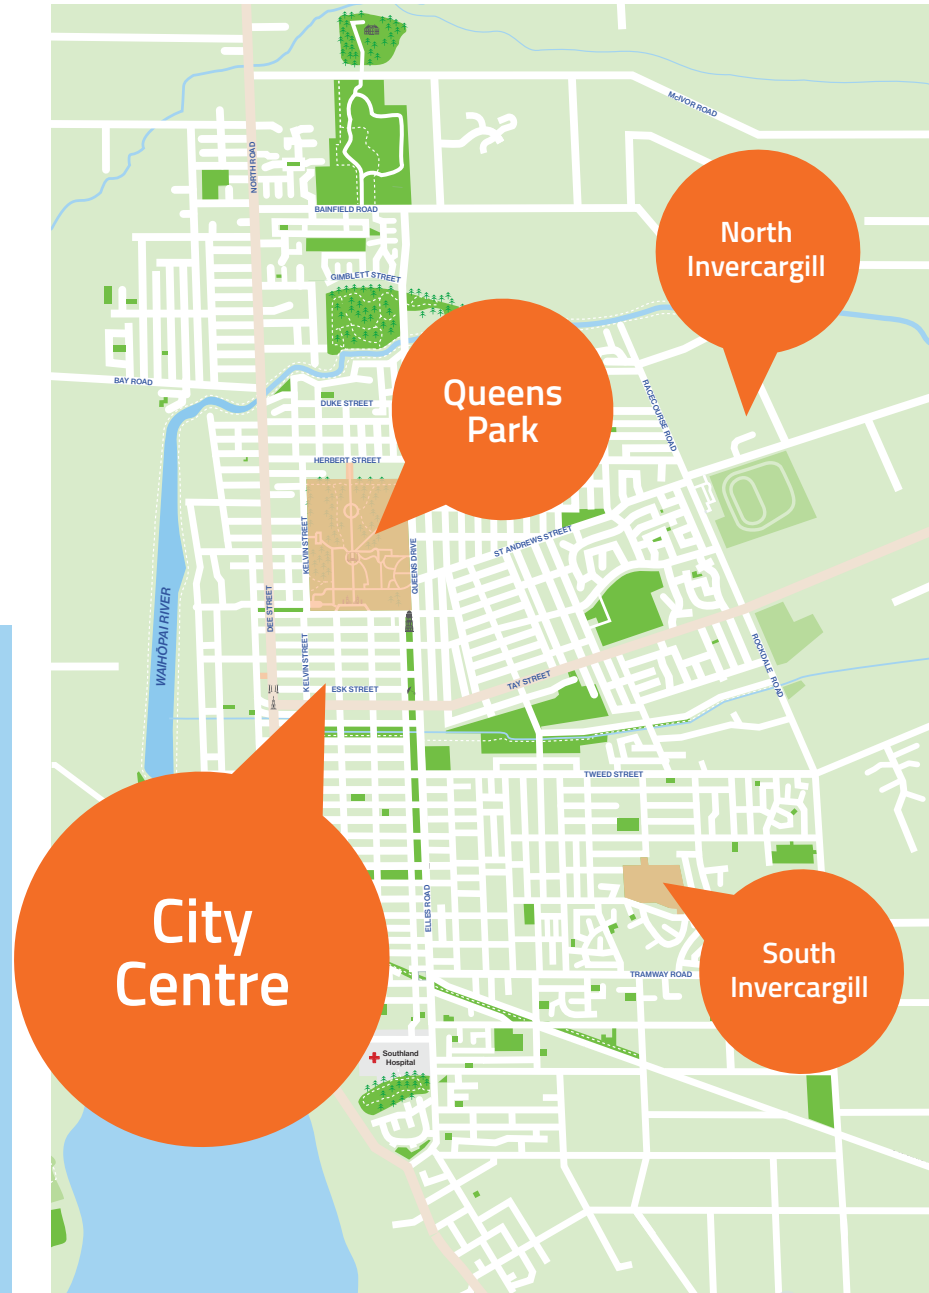 McIVOR ROAD
NORTH ROAD
BAINFIELD ROAD
North
Invercargill
GIMBLETT STREET
BAY ROAD
RACECOURSE ROAD
Queens
Park
DUKE STREET
HERBERT STREET
KELVIN STREET
ST ANDREWS STREET
QUEENS DRIVE
DEE STREET
WAIHŌPAI RIVER
KELVIN STREET
ESK STREET
TAY STREET
ROCKDALE ROAD
TWEED STREET
City
Centre
ELLES ROAD
South
Invercargill
TRAMWAY ROAD
Southland
Hospital